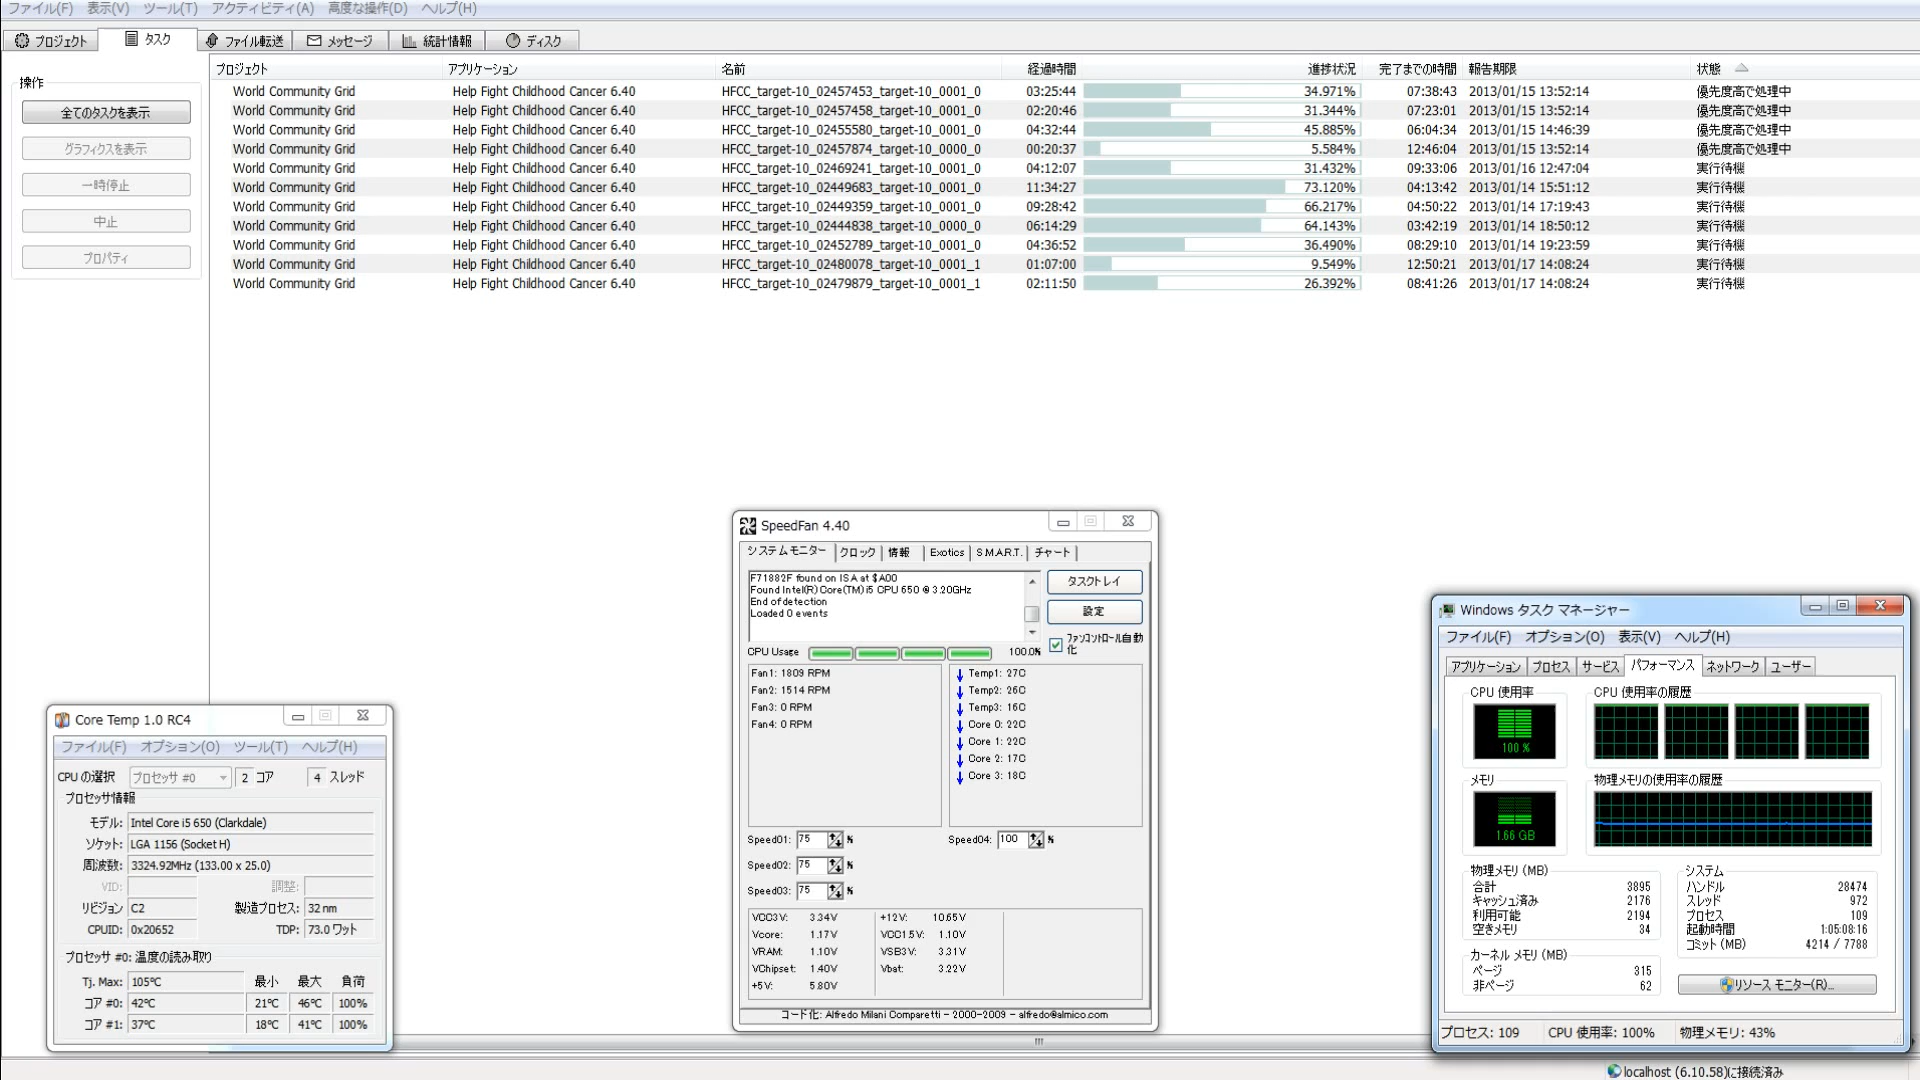 ファイル(F) 表示(V) ツール(T) アクティビティ(A) 高度な操作(D) ヘルプ(H)
プロジェクト タスク ファイル転送 メッセージ 統計情報 ディスク
操作
全てのタスクを表示
グラフィクスを表示
一時停止
中止
プロパティ
プロジェクト アプリケーション 名前 経過時間 進捗状況 完了までの時間 報告期限 状態
World Community Grid Help Fight Childhood Cancer 6.40 HFCC_target-10_02457453_target-10_0001_0 03:25:44 34.971% 07:38:43 2013/01/15 13:52:14 優先度高で処理中
World Community Grid Help Fight Childhood Cancer 6.40 HFCC_target-10_02457458_target-10_0001_0 02:20:46 31.344% 07:23:01 2013/01/15 13:52:14 優先度高で処理中
World Community Grid Help Fight Childhood Cancer 6.40 HFCC_target-10_02455580_target-10_0001_0 04:32:44 45.885% 06:04:34 2013/01/15 14:46:39 優先度高で処理中
World Community Grid Help Fight Childhood Cancer 6.40 HFCC_target-10_02457874_target-10_0000_0 00:20:37 5.584% 12:46:04 2013/01/15 13:52:14 優先度高で処理中
World Community Grid Help Fight Childhood Cancer 6.40 HFCC_target-10_02469241_target-10_0001_0 04:12:07 31.432% 09:33:06 2013/01/16 12:47:04 実行待機
World Community Grid Help Fight Childhood Cancer 6.40 HFCC_target-10_02449683_target-10_0001_0 11:34:27 73.120% 04:13:42 2013/01/14 15:51:12 実行待機
World Community Grid Help Fight Childhood Cancer 6.40 HFCC_target-10_02449359_target-10_0001_0 09:28:42 66.217% 04:50:22 2013/01/14 17:19:43 実行待機
World Community Grid Help Fight Childhood Cancer 6.40 HFCC_target-10_02444838_target-10_0000_0 06:14:29 64.143% 03:42:19 2013/01/14 18:50:12 実行待機
World Community Grid Help Fight Childhood Cancer 6.40 HFCC_target-10_02452789_target-10_0001_0 04:36:52 36.490% 08:29:10 2013/01/14 19:23:59 実行待機
World Community Grid Help Fight Childhood Cancer 6.40 HFCC_target-10_02480078_target-10_0001_1 01:07:00 9.549% 12:50:21 2013/01/17 14:08:24 実行待機
World Community Grid Help Fight Childhood Cancer 6.40 HFCC_target-10_02479879_target-10_0001_1 02:11:50 26.392% 08:41:26 2013/01/17 14:08:24 実行待機
Core Temp 1.0 RC4
ファイル(F) オプション(O) ツール(T) ヘルプ(H)
CPU の選択 プロセッサ #0 2 コア 4 スレッド
プロセッサ情報
モデル: Intel Core i5 650 (Clarkdale)
ソケット: LGA 1156 (Socket H)
周波数: 3324.92MHz (133.00 x 25.0)
VID: 調整:
リビジョン C2 製造プロセス: 32 nm
CPUID: 0x20652 TDP: 73.0 ワット
プロセッサ #0: 温度の読み取り
Tj. Max: 105℃ 最小 最大 負荷
コア #0: 42℃ 21℃ 46℃ 100%
コア #1: 37℃ 18℃ 41℃ 100%
SpeedFan 4.40
システムモニター クロック 情報 Exotics S.M.A.R.T. チャート
F71882F found on ISA at $A00
Found Intel(R) Core(TM) i5 CPU 650 @ 3.20GHz
End of detection
Loaded 0 events
タスクトレイ
設定
ファンコントロール自動化
CPU Usage 100.0%
Fan1: 1809 RPM
Fan2: 1514 RPM
Fan3: 0 RPM
Fan4: 0 RPM
Temp1: 27C
Temp2: 26C
Temp3: 16C
Core 0: 22C
Core 1: 22C
Core 2: 17C
Core 3: 18C
Speed01: 75 % Speed04: 100 %
Speed02: 75 %
Speed03: 75 %
VCC3V: 3.34V +12V: 10.65V
Vcore: 1.17V VCC1.5V: 1.10V
VRAM: 1.10V VSB3V: 3.31V
VChipset: 1.40V Vbat: 3.22V
+5V: 5.80V
コード化: Alfredo Milani Comparetti - 2000-2009 - alfredo@almico.com
Windows タスク マネージャー
ファイル(F) オプション(O) 表示(V) ヘルプ(H)
アプリケーション プロセス サービス パフォーマンス ネットワーク ユーザー
CPU 使用率 CPU 使用率の履歴
100 %
メモリ 物理メモリの使用率の履歴
1.66 GB
物理メモリ (MB)
合計 3895
キャッシュ済み 2176
利用可能 2194
空きメモリ 34
カーネル メモリ (MB)
ページ 315
非ページ 62
システム
ハンドル 28474
スレッド 972
プロセス 109
起動時間 1:05:08:16
コミット (MB) 4214 / 7788
リソース モニター(R)...
プロセス: 109 CPU 使用率: 100% 物理メモリ: 43%
localhost (6.10.58)に接続済み